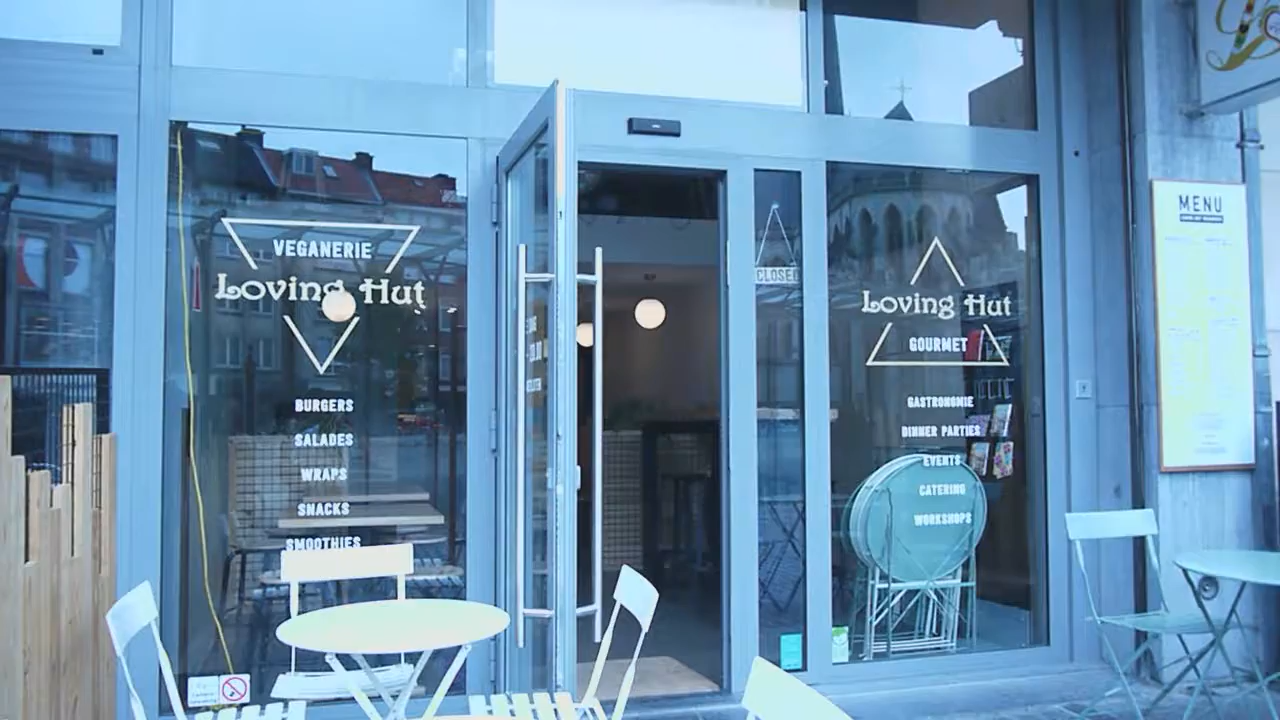 VEGANERIE
Loving Hut
BURGERS
SALADES
WRAPS
SNACKS
SMOOTHIES
CLOSED
Loving Hut
GOURMET
GASTRONOMIE
DINNER PARTIES
EVENTS
CATERING
WORKSHOPS
MENU